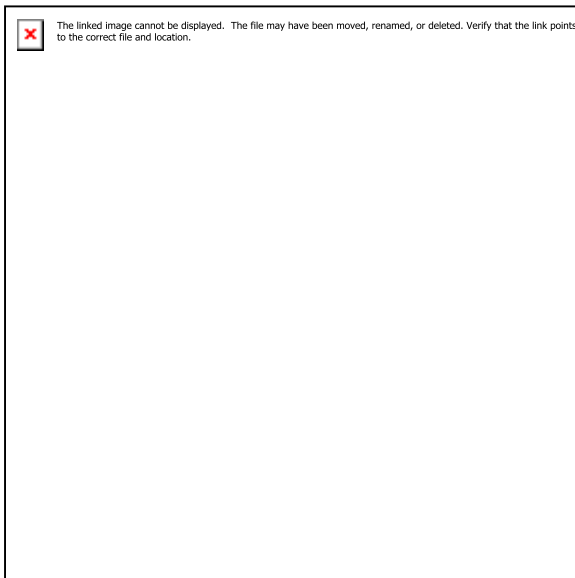 The linked image cannot be displayed.  The file may have been moved, renamed, or deleted. Verify that the link points
to the correct file and location.